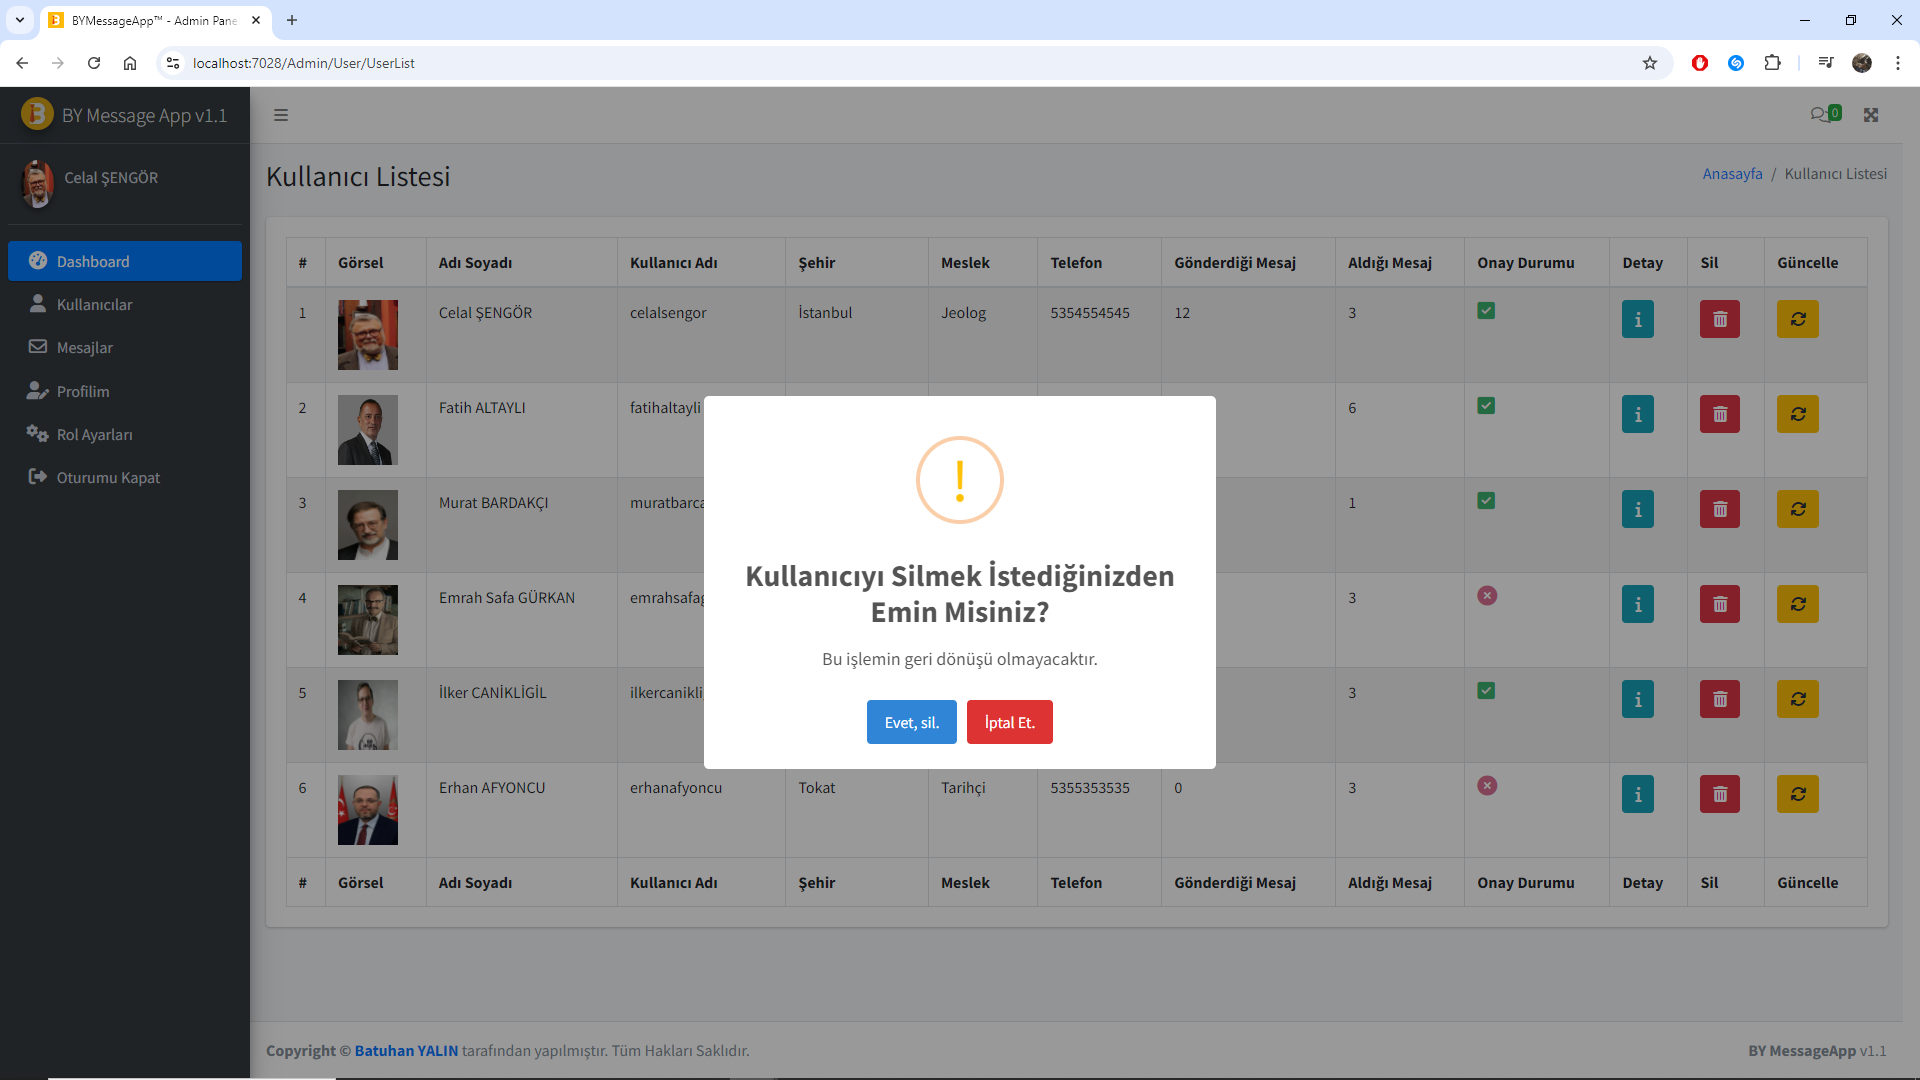 BYMessageApp™ - Admin Pane
localhost:7028/Admin/User/UserList
BY Message App v1.1
0
Celal ŞENGÖR
Dashboard
Kullanıcılar
Mesajlar
Profilim
Rol Ayarları
Oturumu Kapat
Kullanıcı Listesi
Anasayfa / Kullanıcı Listesi
# Görsel Adı Soyadı Kullanıcı Adı Şehir Meslek Telefon Gönderdiği Mesaj Aldığı Mesaj Onay Durumu Detay Sil Güncelle
1 Celal ŞENGÖR celalsengor İstanbul Jeolog 5354554545 12 3
2 Fatih ALTAYLI fatihaltayli 6
3 Murat BARDAKÇI muratbarca 1
4 Emrah Safa GÜRKAN emrahsafag 3
5 İlker CANİKLİGİL ilkercanikli 3
6 Erhan AFYONCU erhanafyoncu Tokat Tarihçi 5355353535 0 3
# Görsel Adı Soyadı Kullanıcı Adı Şehir Meslek Telefon Gönderdiği Mesaj Aldığı Mesaj Onay Durumu Detay Sil Güncelle
!
Kullanıcıyı Silmek İstediğinizden
Emin Misiniz?
Bu işlemin geri dönüşü olmayacaktır.
Evet, sil. İptal Et.
Copyright © Batuhan YALIN tarafından yapılmıştır. Tüm Hakları Saklıdır.
BY MessageApp v1.1